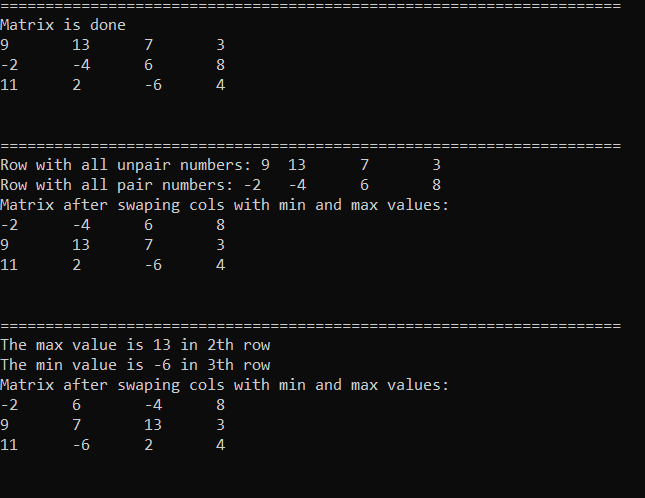 =====================================================================
Matrix is done
9 13 7 3
-2 -4 6 8
11 2 -6 4
=====================================================================
Row with all unpair numbers: 9 13 7 3
Row with all pair numbers: -2 -4 6 8
Matrix after swaping cols with min and max values:
-2 -4 6 8
9 13 7 3
11 2 -6 4
=====================================================================
The max value is 13 in 2th row
The min value is -6 in 3th row
Matrix after swaping cols with min and max values:
-2 6 -4 8
9 7 13 3
11 -6 2 4